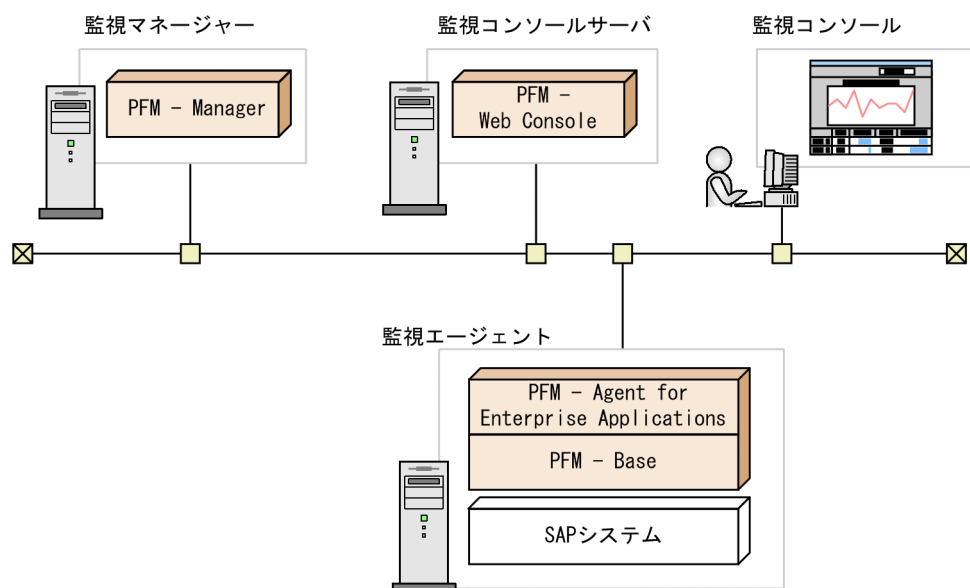 監視マネージャー
監視コンソールサーバ
監視コンソール
PFM - Manager
PFM -
Web Console
監視エージェント
PFM - Agent for
Enterprise Applications
PFM - Base
SAPシステム